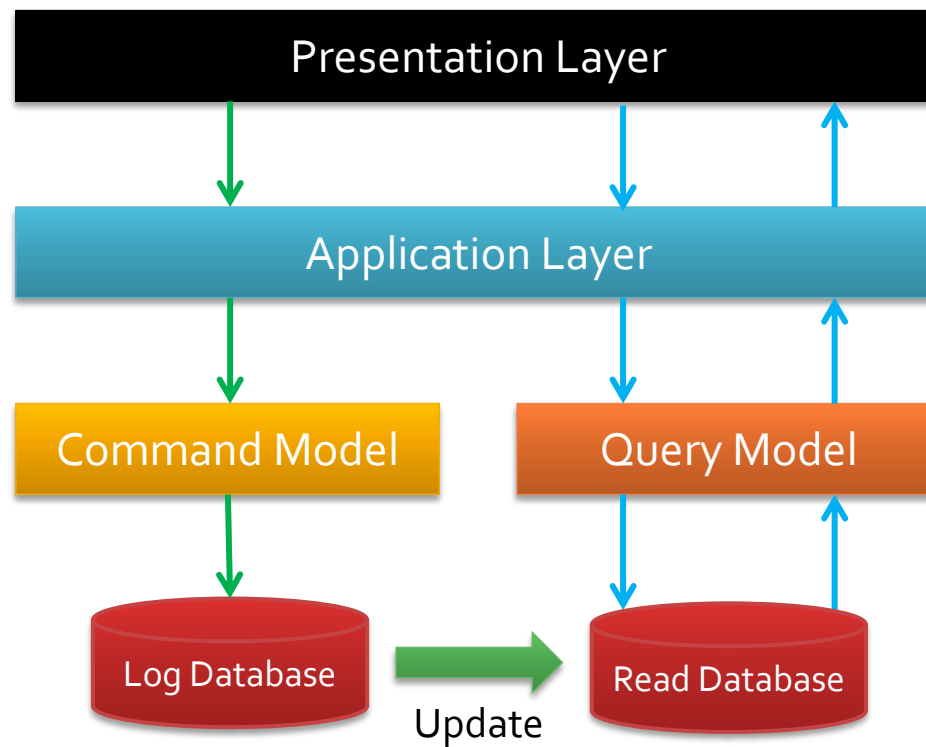 Presentation Layer
Application Layer
Command Model
Query Model
Log Database
Read Database
Update